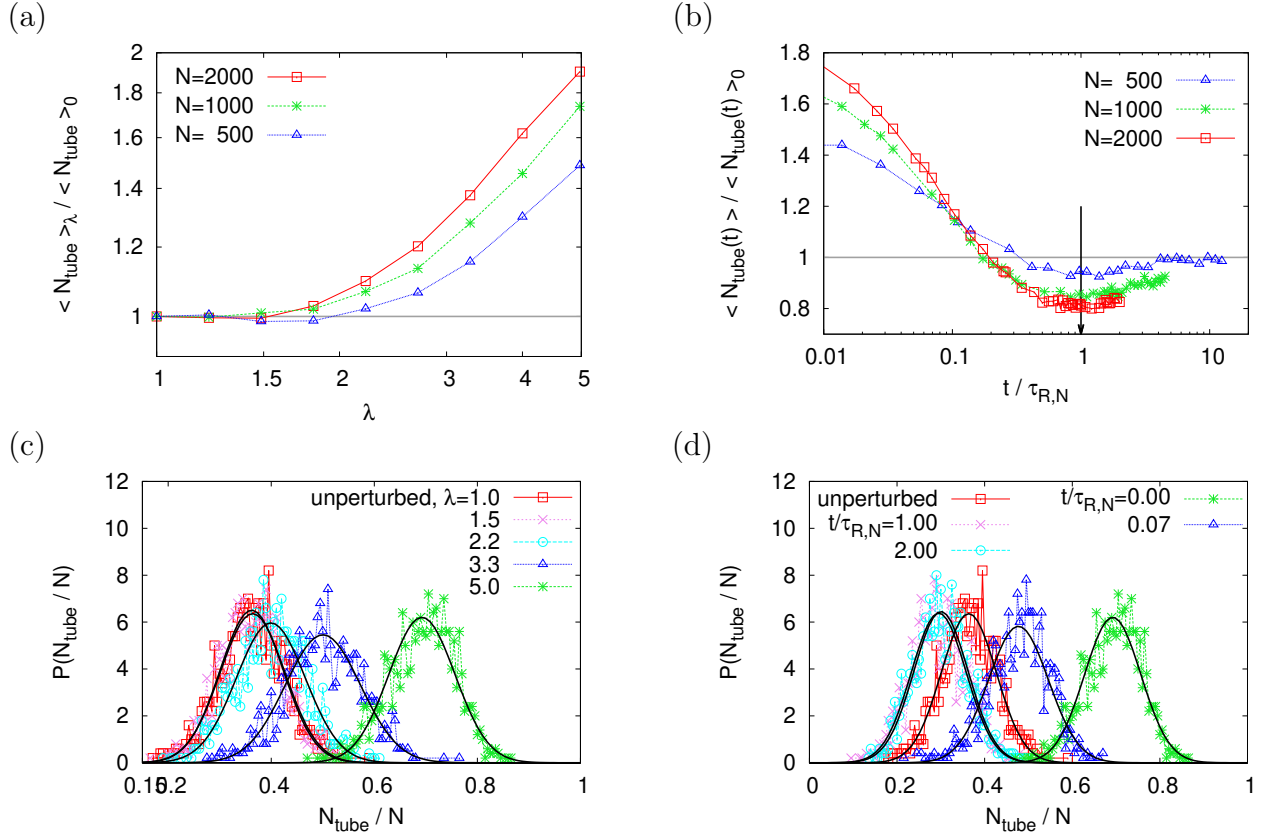 (a)
< N_tube >_λ / < N_tube >_0
2
1.8
1.6
1.4
1.2
1
N=2000
N=1000
N= 500
1 1.5 2 3 4 5
λ
(b)
< N_tube(t) > / < N_tube(t) >_0
1.8
1.6
1.4
1.2
1
0.8
N= 500
N=1000
N=2000
0.01 0.1 1 10
t / τ_R,N
(c)
P(N_tube / N)
12
10
8
6
4
2
0
unperturbed, λ=1.0
1.5
2.2
3.3
5.0
0.15 0.2 0.4 0.6 0.8 1
N_tube / N
(d)
P(N_tube / N)
12
10
8
6
4
2
0
unperturbed
t/τ_R,N=1.00
2.00
t/τ_R,N=0.00
0.07
0 0.2 0.4 0.6 0.8 1
N_tube / N